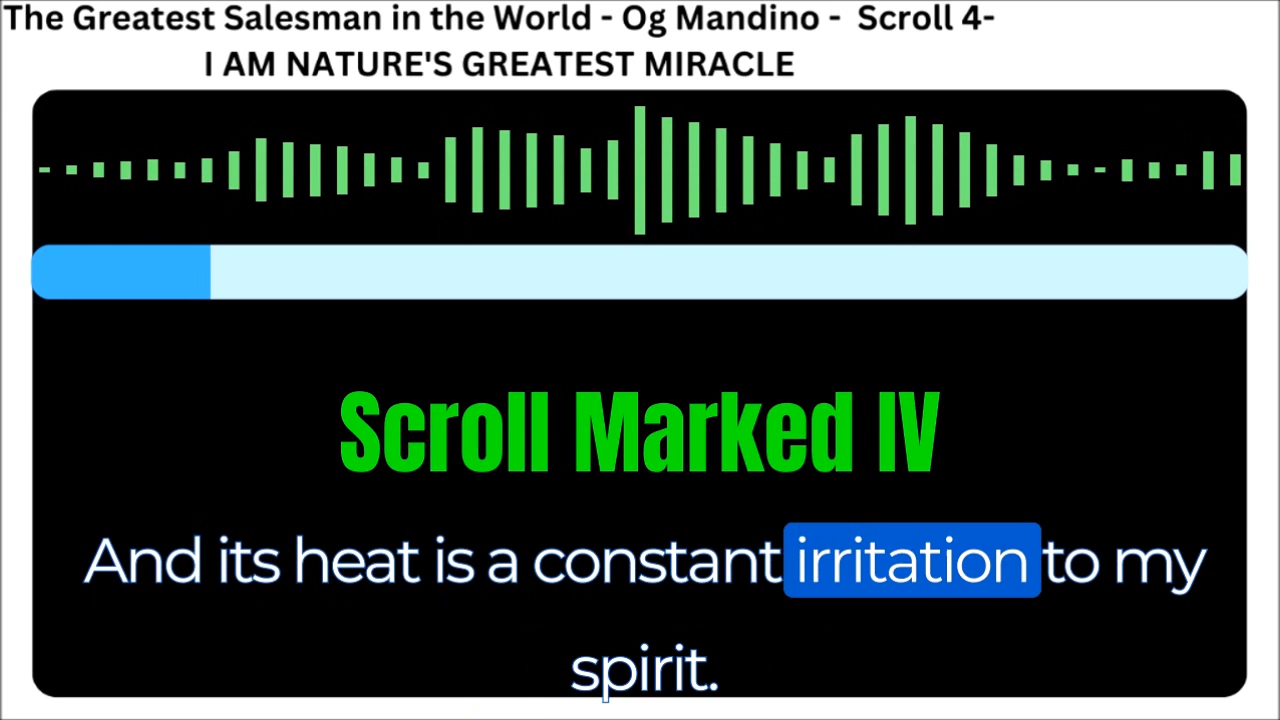 The Greatest Salesman in the World - Og Mandino - Scroll 4-
I AM NATURE'S GREATEST MIRACLE
Scroll Marked IV
And its heat is a constant irritation to my
spirit.